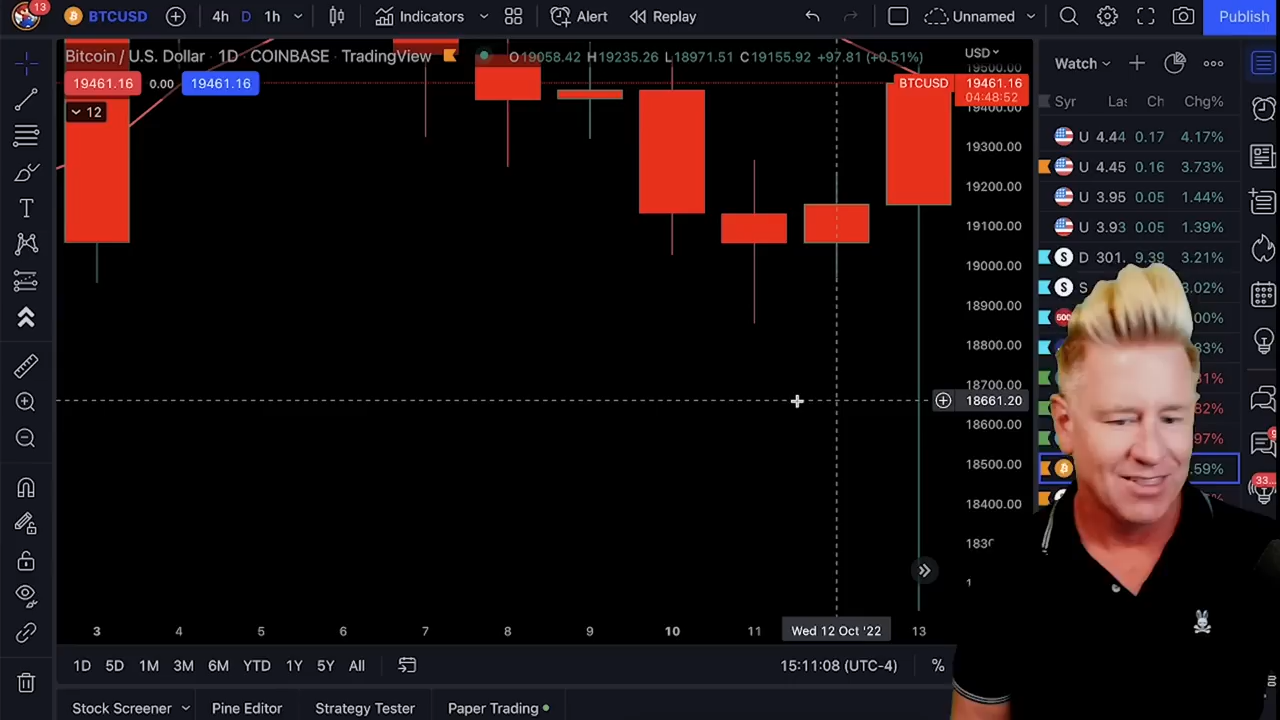 13
BTCUSD
4h
D
1h
Indicators
Alert
Replay
Unnamed
Publish
Bitcoin / U.S. Dollar · 1D · COINBASE · TradingView
O19058.42 H19235.26 L18971.51 C19155.92 +97.81 (+0.51%)
19461.16
0.00
19461.16
12
USD
19500.00
BTCUSD
19461.16
04:48:52
19400.00
19300.00
19200.00
19100.00
19000.00
18900.00
18800.00
18700.00
18661.20
18600.00
18500.00
18400.00
Watch
Syr
Las
Ch
Chg%
U 4.44 0.17 4.17%
U 4.45 0.16 3.73%
U 3.95 0.05 1.44%
U 3.93 0.05 1.39%
D 301. 9.39 3.21%
S
3 4 5 6 7 8 9 10 11 Wed 12 Oct '22 13
1D 5D 1M 3M 6M YTD 1Y 5Y All
15:11:08 (UTC-4)
%
Stock Screener
Pine Editor
Strategy Tester
Paper Trading